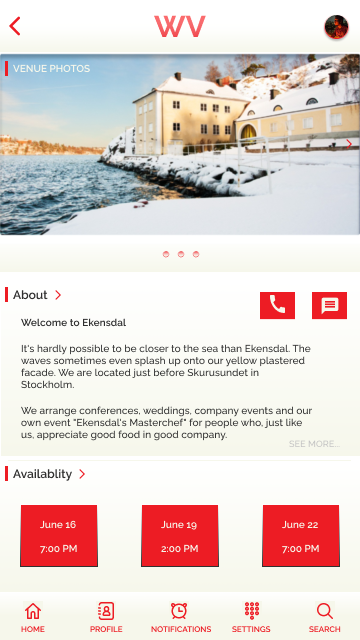 WV
VENUE PHOTOS
About
Welcome to Ekensdal
It's hardly possible to be closer to the sea than Ekensdal. The
waves sometimes even splash up onto our yellow plastered
facade. We are located just before Skurusundet in
Stockholm.
We arrange conferences, weddings, company events and our
own event "Ekensdal's Masterchef" for people who, just like
us, appreciate good food in good company.
SEE MORE...
Availablity
June 16
7:00 PM
June 19
2:00 PM
June 22
7:00 PM
HOME
PROFILE
NOTIFICATIONS
SETTINGS
SEARCH